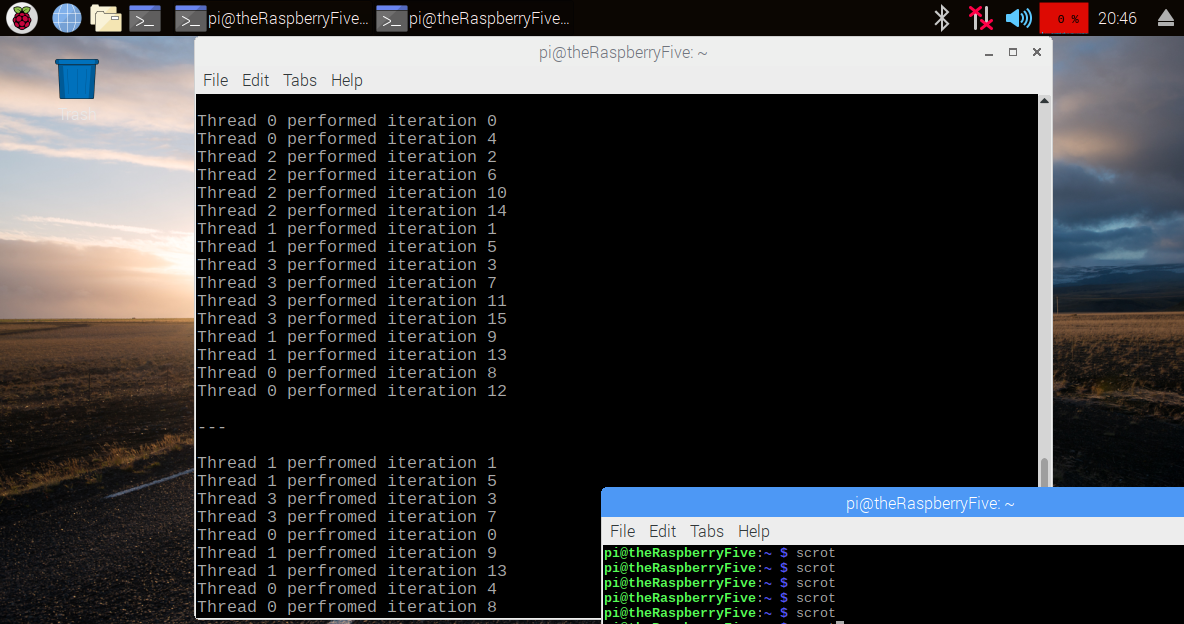 pi@theRaspberryFive... pi@theRaspberryFive... 0 % 20:46
pi@theRaspberryFive: ~
File Edit Tabs Help
Thread 0 performed iteration 0
Thread 0 performed iteration 4
Thread 2 performed iteration 2
Thread 2 performed iteration 6
Thread 2 performed iteration 10
Thread 2 performed iteration 14
Thread 1 performed iteration 1
Thread 1 performed iteration 5
Thread 3 performed iteration 3
Thread 3 performed iteration 7
Thread 3 performed iteration 11
Thread 3 performed iteration 15
Thread 1 performed iteration 9
Thread 1 performed iteration 13
Thread 0 performed iteration 8
Thread 0 performed iteration 12
---
Thread 1 perfromed iteration 1
Thread 1 perfromed iteration 5
Thread 3 perfromed iteration 3
Thread 3 perfromed iteration 7
Thread 0 perfromed iteration 0
Thread 1 perfromed iteration 9
Thread 1 perfromed iteration 13
Thread 0 perfromed iteration 4
Thread 0 perfromed iteration 8
pi@theRaspberryFive: ~
File Edit Tabs Help
pi@theRaspberryFive:~ $ scrot
pi@theRaspberryFive:~ $ scrot
pi@theRaspberryFive:~ $ scrot
pi@theRaspberryFive:~ $ scrot
pi@theRaspberryFive:~ $ scrot